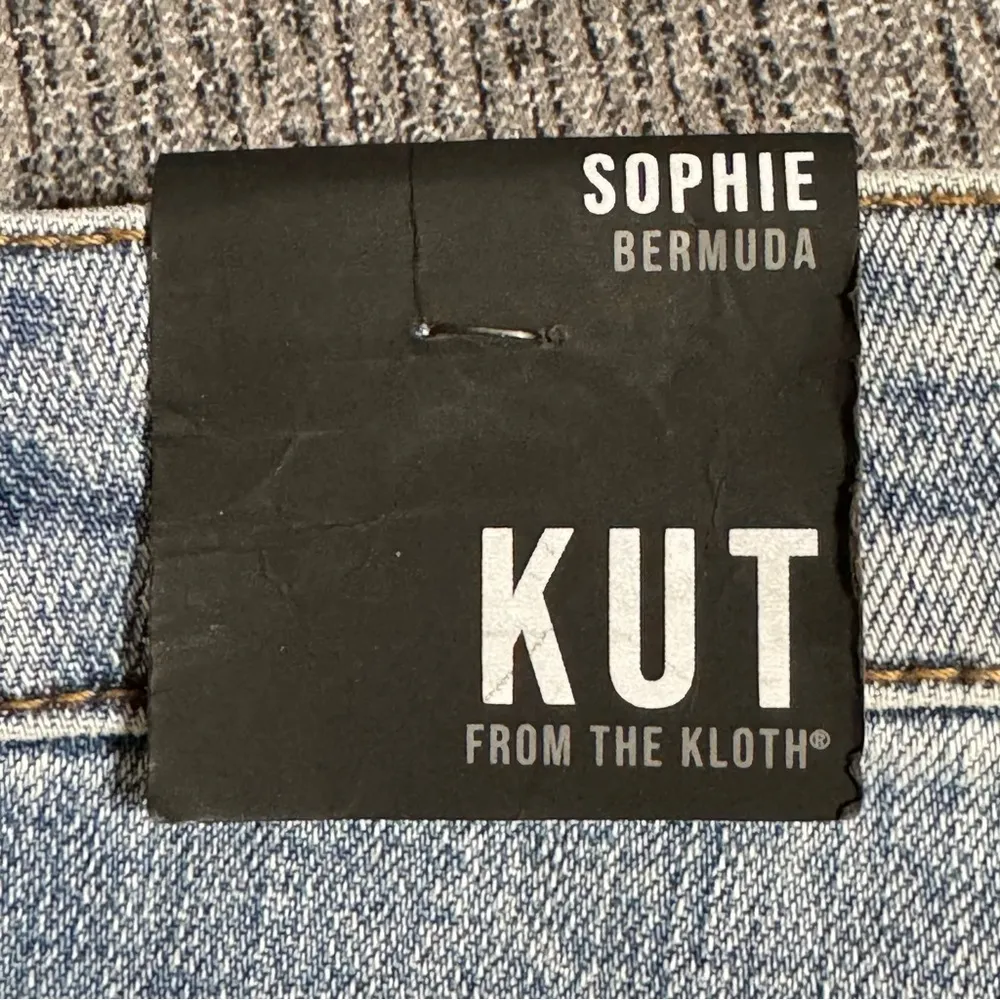 SOPHIE
BERMUDA
KUT
FROM THE KLOTH®